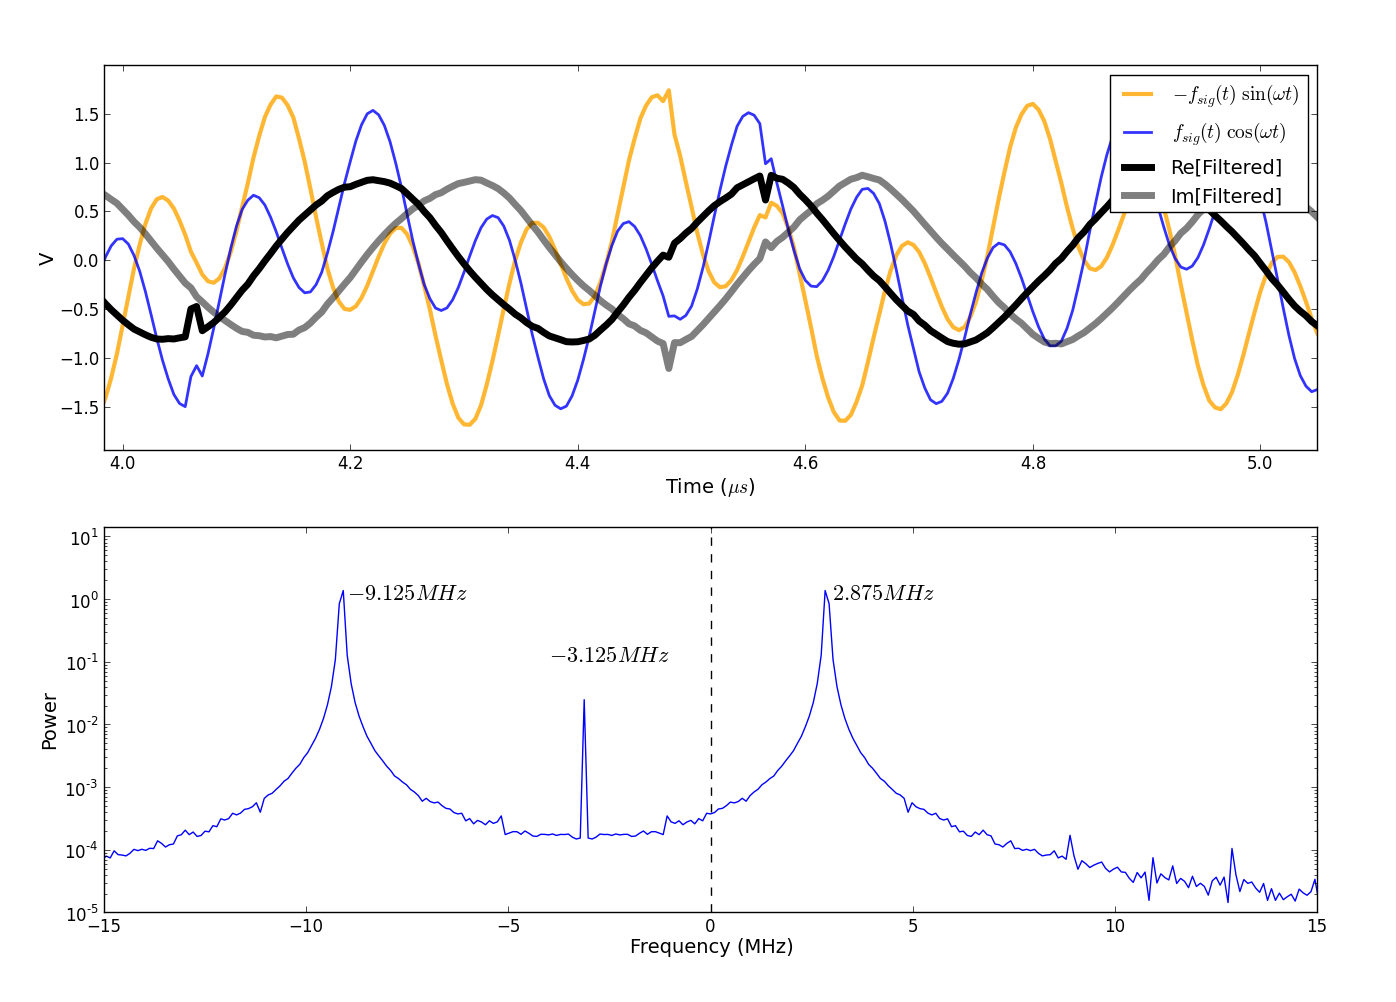 V
1.5
1.0
0.5
0.0
−0.5
−1.0
−1.5
−f_sig(t) sin(ωt)
f_sig(t) cos(ωt)
Re[Filtered]
Im[Filtered]
4.0 4.2 4.4 4.6 4.8 5.0
Time (μs)
Power
10^1
10^0
10^-1
10^-2
10^-3
10^-4
10^-5
−9.125MHz
2.875MHz
−3.125MHz
−15 −10 −5 0 5 10 15
Frequency (MHz)